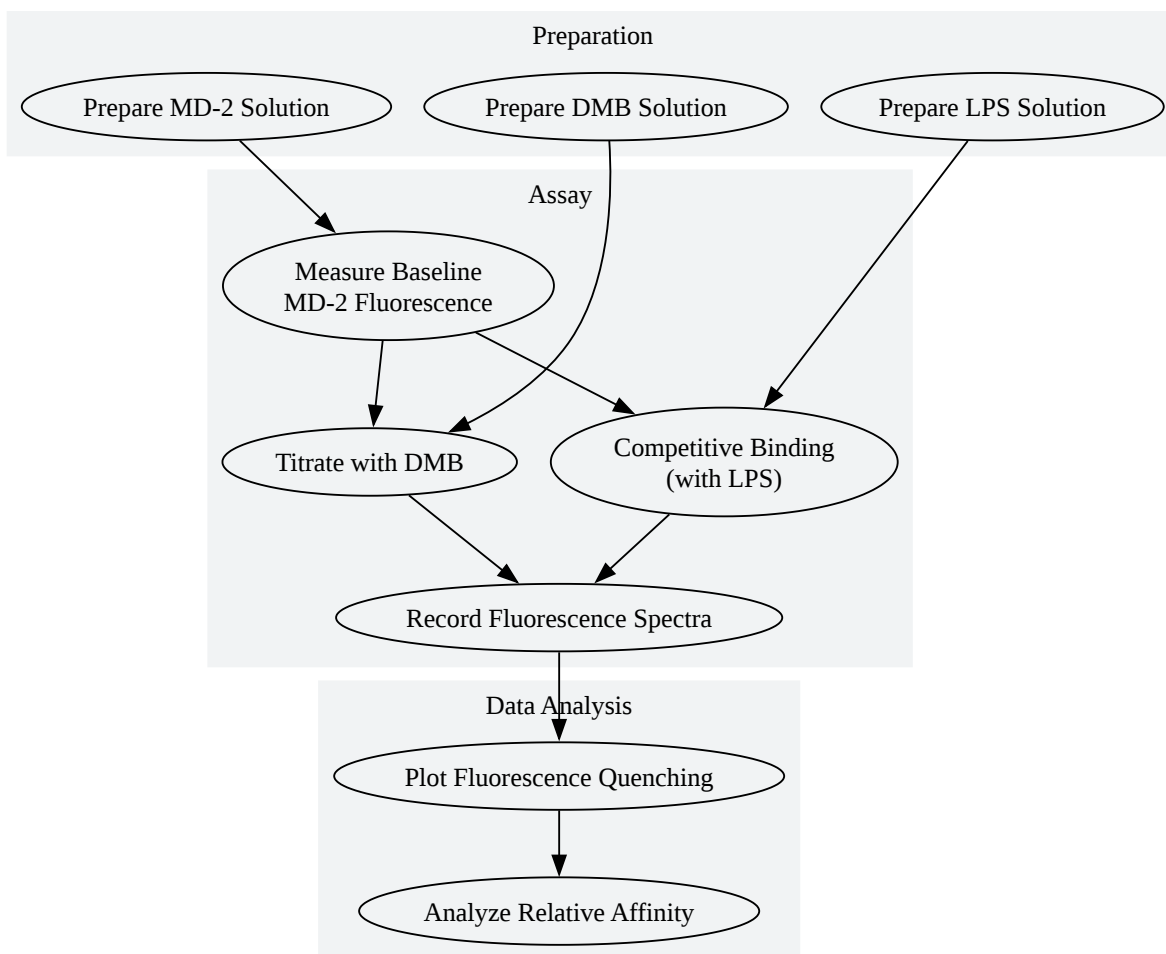 Preparation
Prepare MD-2 Solution
Prepare DMB Solution
Prepare LPS Solution
Assay
Measure Baseline
MD-2 Fluorescence
Titrate with DMB
Competitive Binding
(with LPS)
Record Fluorescence Spectra
Data Analysis
Plot Fluorescence Quenching
Analyze Relative Affinity